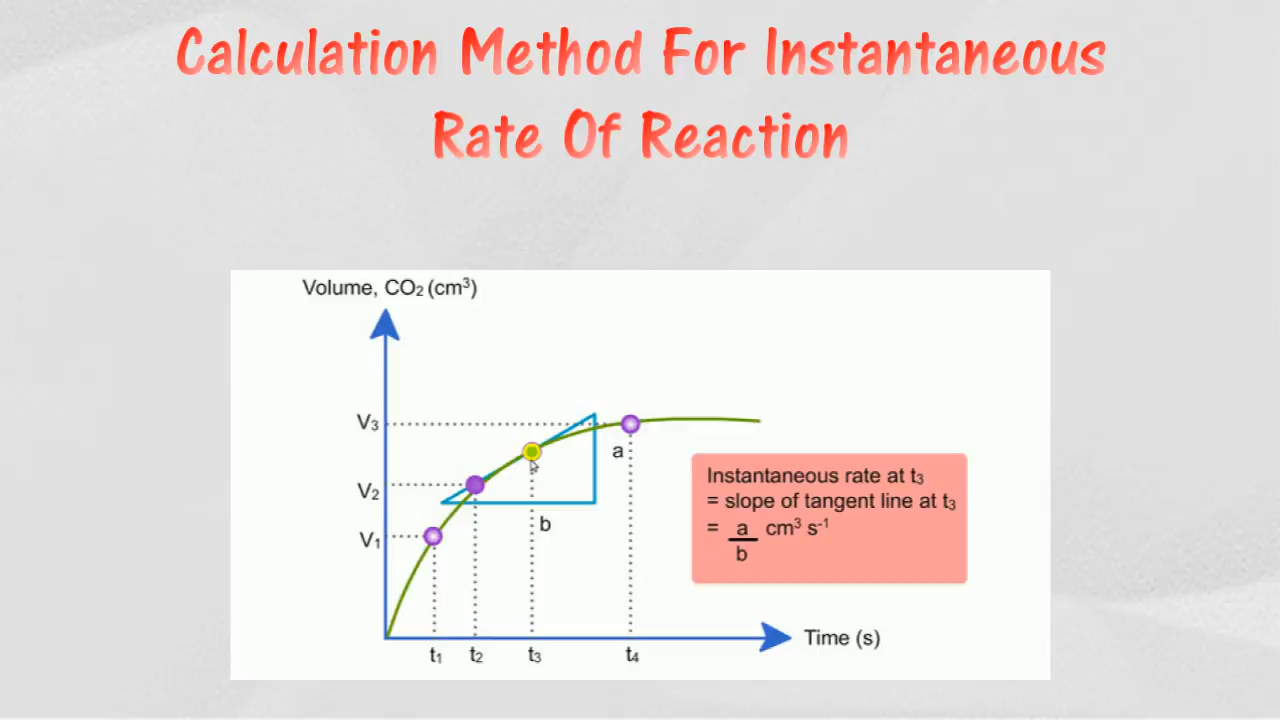 Calculation Method For Instantaneous
Rate Of Reaction
Volume, CO₂ (cm³)
V₃
V₂
V₁
a
b
t₁ t₂ t₃ t₄
Time (s)
Instantaneous rate at t₃
= slope of tangent line at t₃
= a/b cm³ s⁻¹